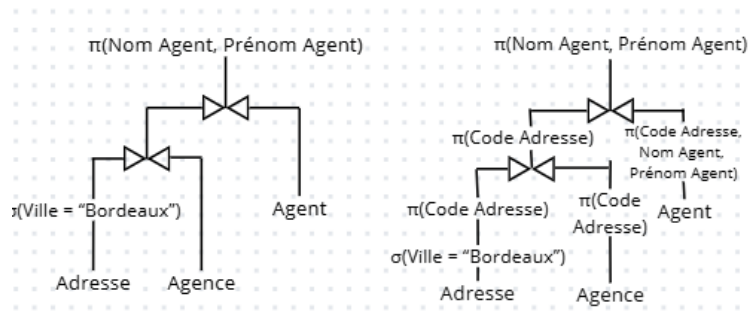 π(Nom Agent, Prénom Agent)
σ(Ville = “Bordeaux”)
Agent
Adresse
Agence
π(Nom Agent, Prénom Agent)
π(Code Adresse)
π(Code Adresse,
Nom Agent,
Prénom Agent)
π(Code Adresse)
π(Code
Adresse)
Agent
σ(Ville = “Bordeaux”)
Adresse
Agence